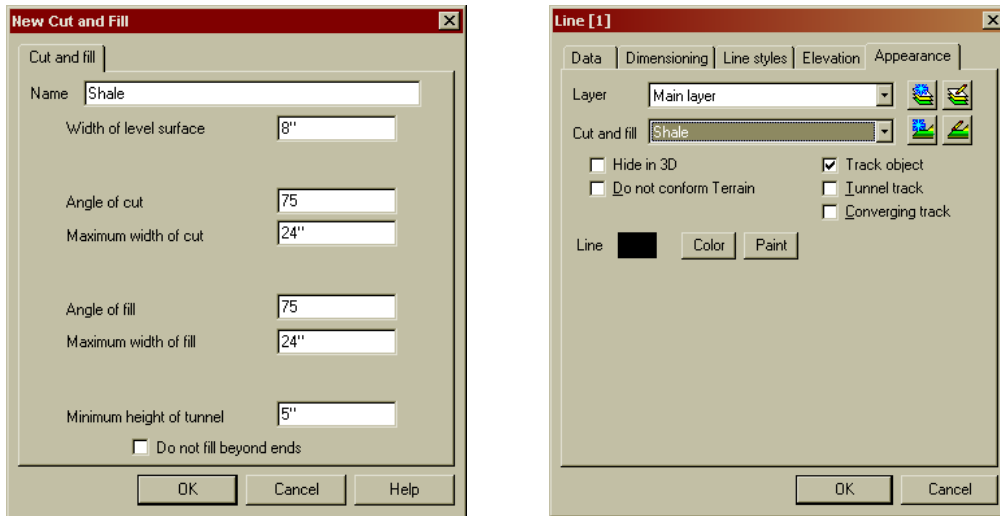 New Cut and Fill
Cut and fill
Name Shale
Width of level surface 8"
Angle of cut 75
Maximum width of cut 24"
Angle of fill 75
Maximum width of fill 24"
Minimum height of tunnel 5"
Do not fill beyond ends
OK Cancel Help
Line [1]
Data Dimensioning Line styles Elevation Appearance
Layer Main layer
Cut and fill Shale
Hide in 3D Track object
Do not conform Terrain Tunnel track
Converging track
Line Color Paint
OK Cancel